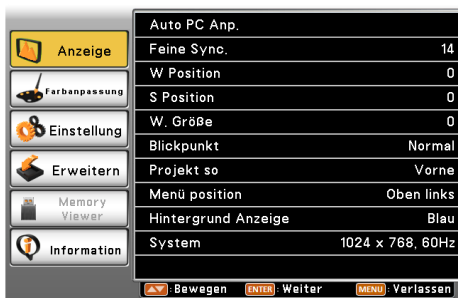 Anzeige
Farbanpassung
Einstellung
Erweitern
Memory
Viewer
Information
Auto PC Anp.
Feine Sync. 14
W Position 0
S Position 0
W. Größe 0
Blickpunkt Normal
Projekt so Vorne
Menü position Oben links
Hintergrund Anzeige Blau
System 1024 x 768, 60Hz
:Bewegen ENTER : Weiter MENU : Verlassen